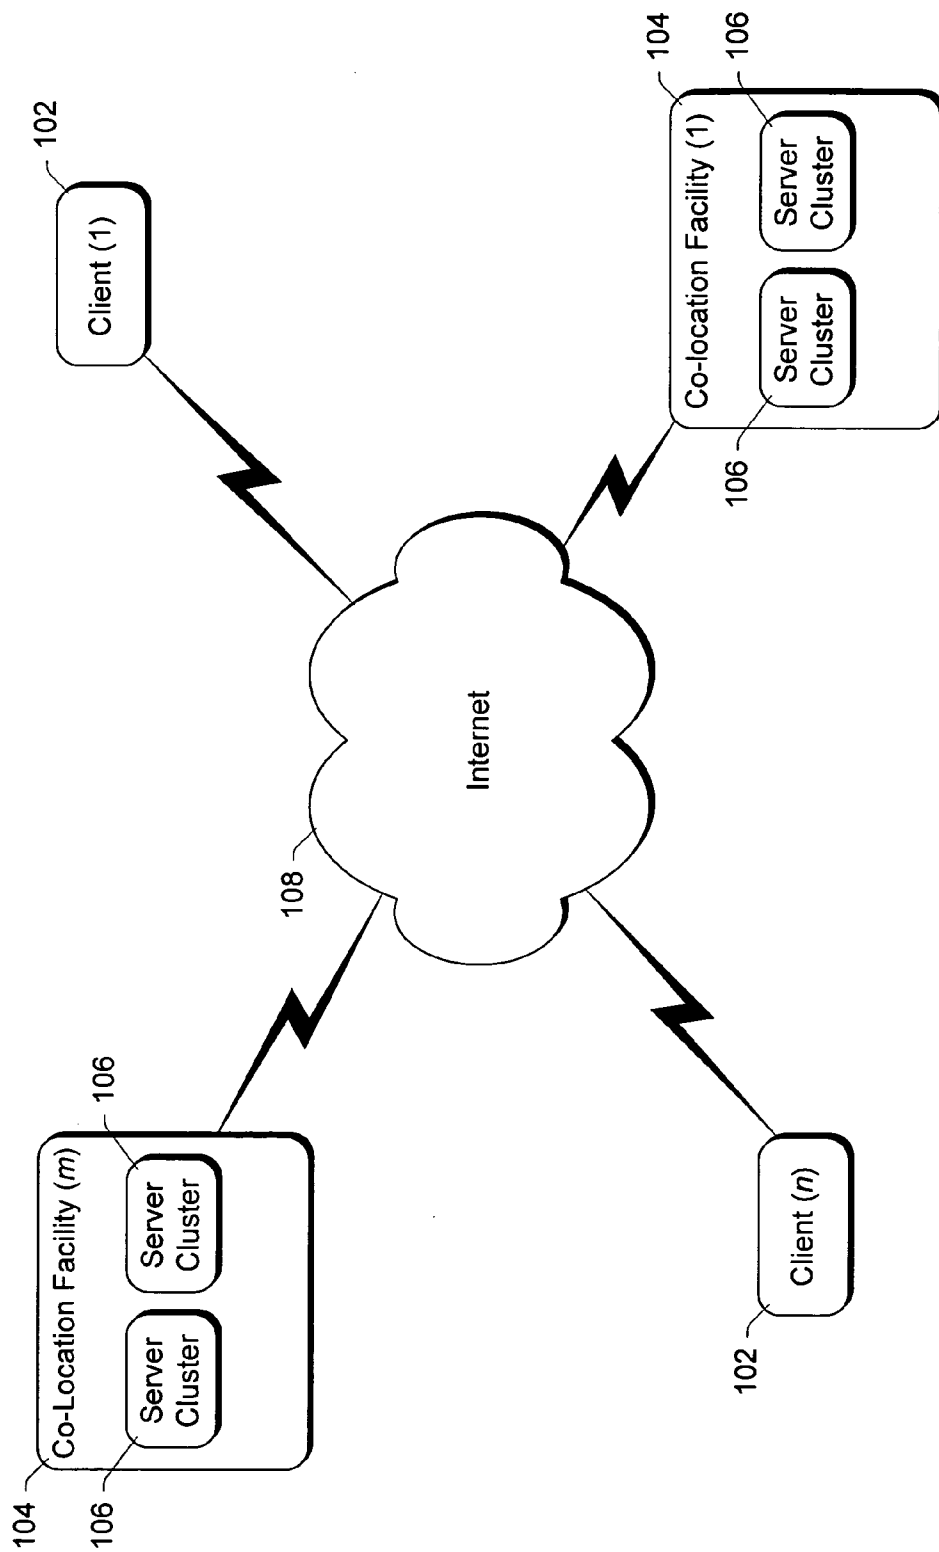 104
Co-Location Facility (m)
106
Server
Cluster
Server
Cluster
106
102
Client (1)
108
Internet
102
Client (n)
104
Co-location Facility (1)
106
Server
Cluster
Server
Cluster
106